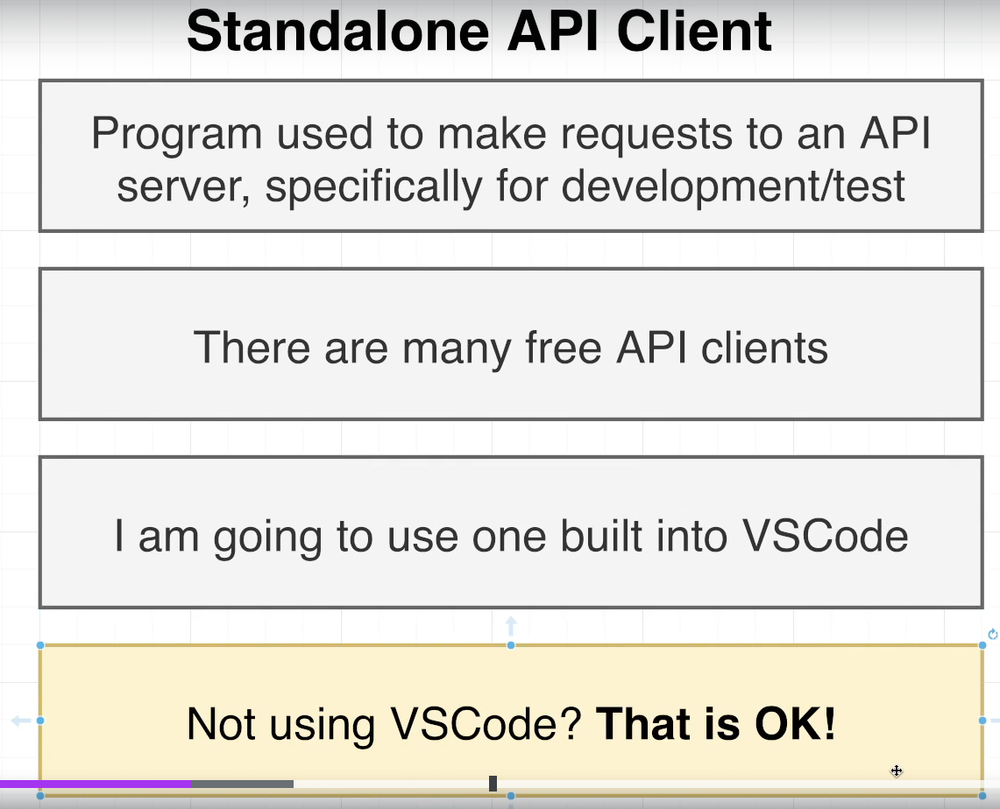 Standalone API Client
Program used to make requests to an API
server, specifically for development/test
There are many free API clients
I am going to use one built into VSCode
Not using VSCode? That is OK!